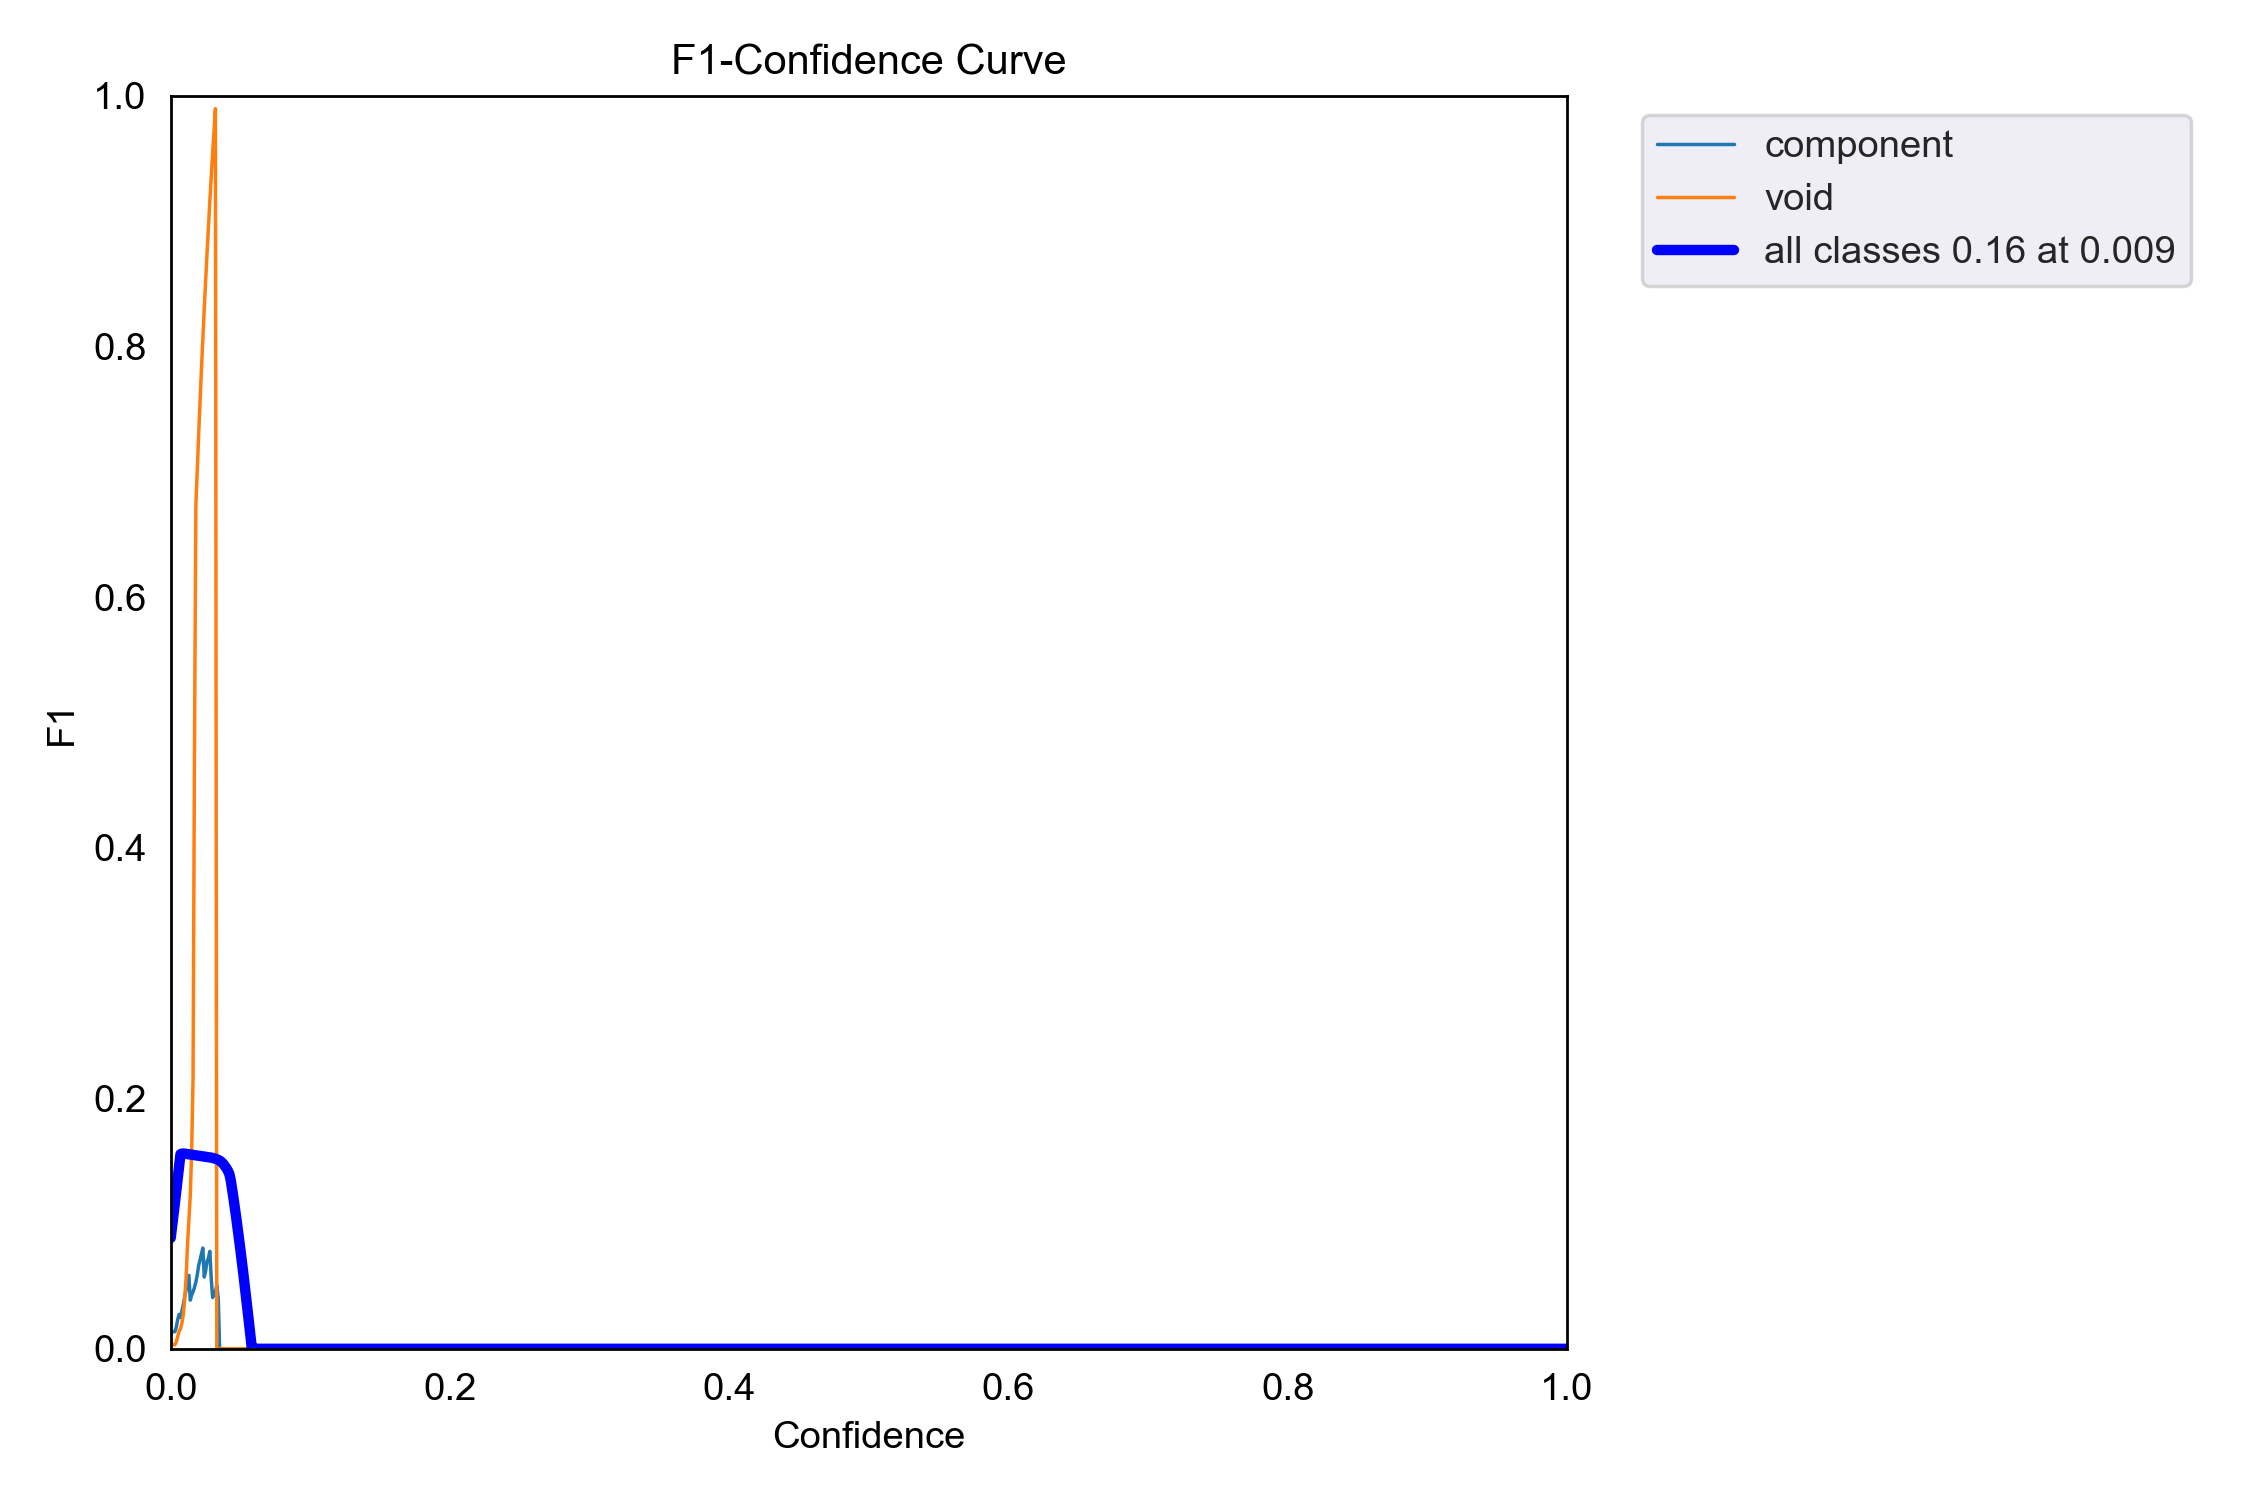 F1-Confidence Curve
1.0
0.8
0.6
0.4
0.2
0.0
F1
0.0 0.2 0.4 0.6 0.8 1.0
Confidence
component
void
all classes 0.16 at 0.009